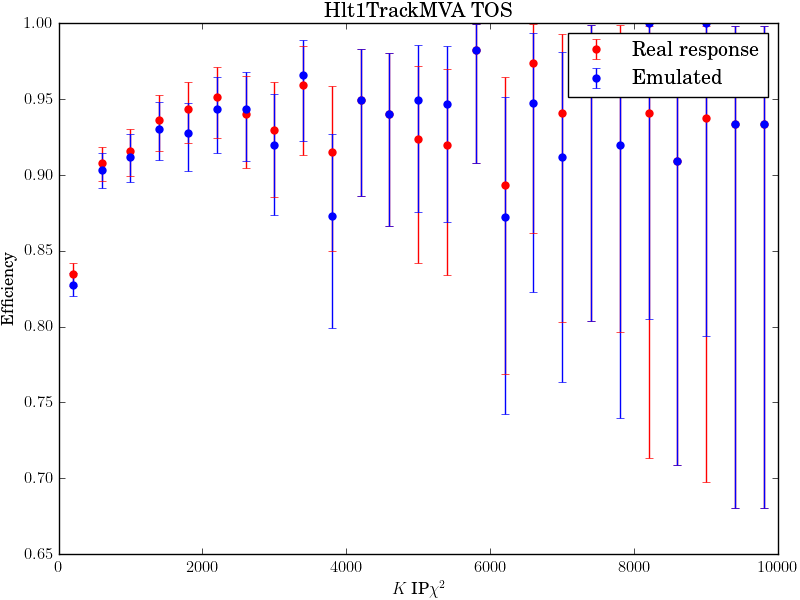 Hlt1TrackMVA TOS
1.00
0.95
0.90
0.85
0.80
0.75
0.70
0.65
Efficiency
Real response
Emulated
0
2000
4000
6000
8000
10000
K IPχ²